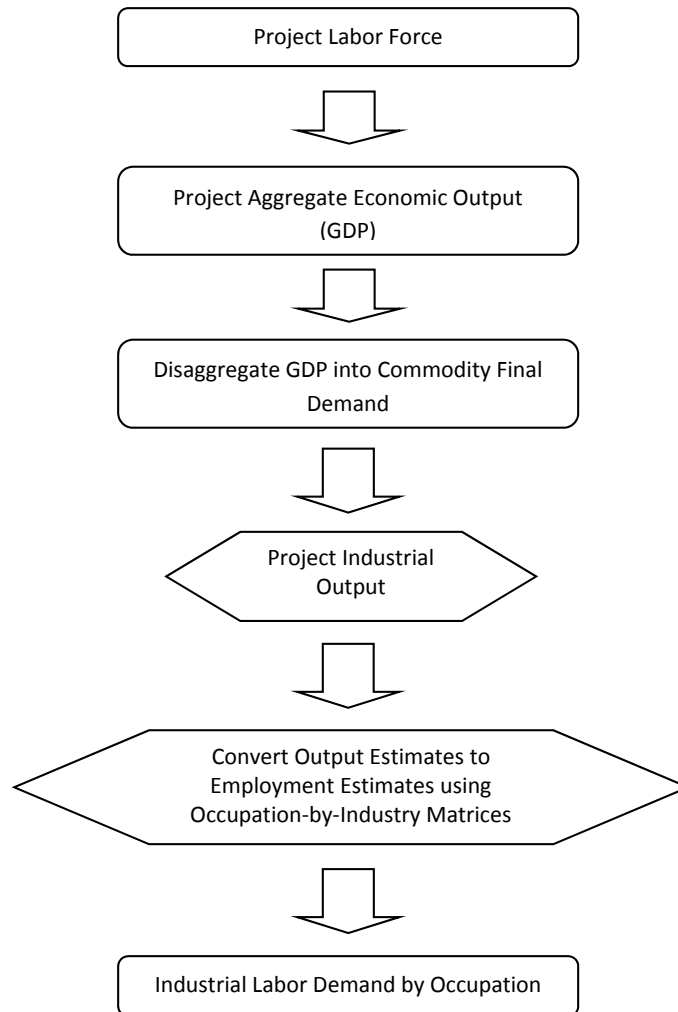 Project Labor Force
Project Aggregate Economic Output
(GDP)
Disaggregate GDP into Commodity Final
Demand
Project Industrial
Output
Convert Output Estimates to
Employment Estimates using
Occupation-by-Industry Matrices
Industrial Labor Demand by Occupation